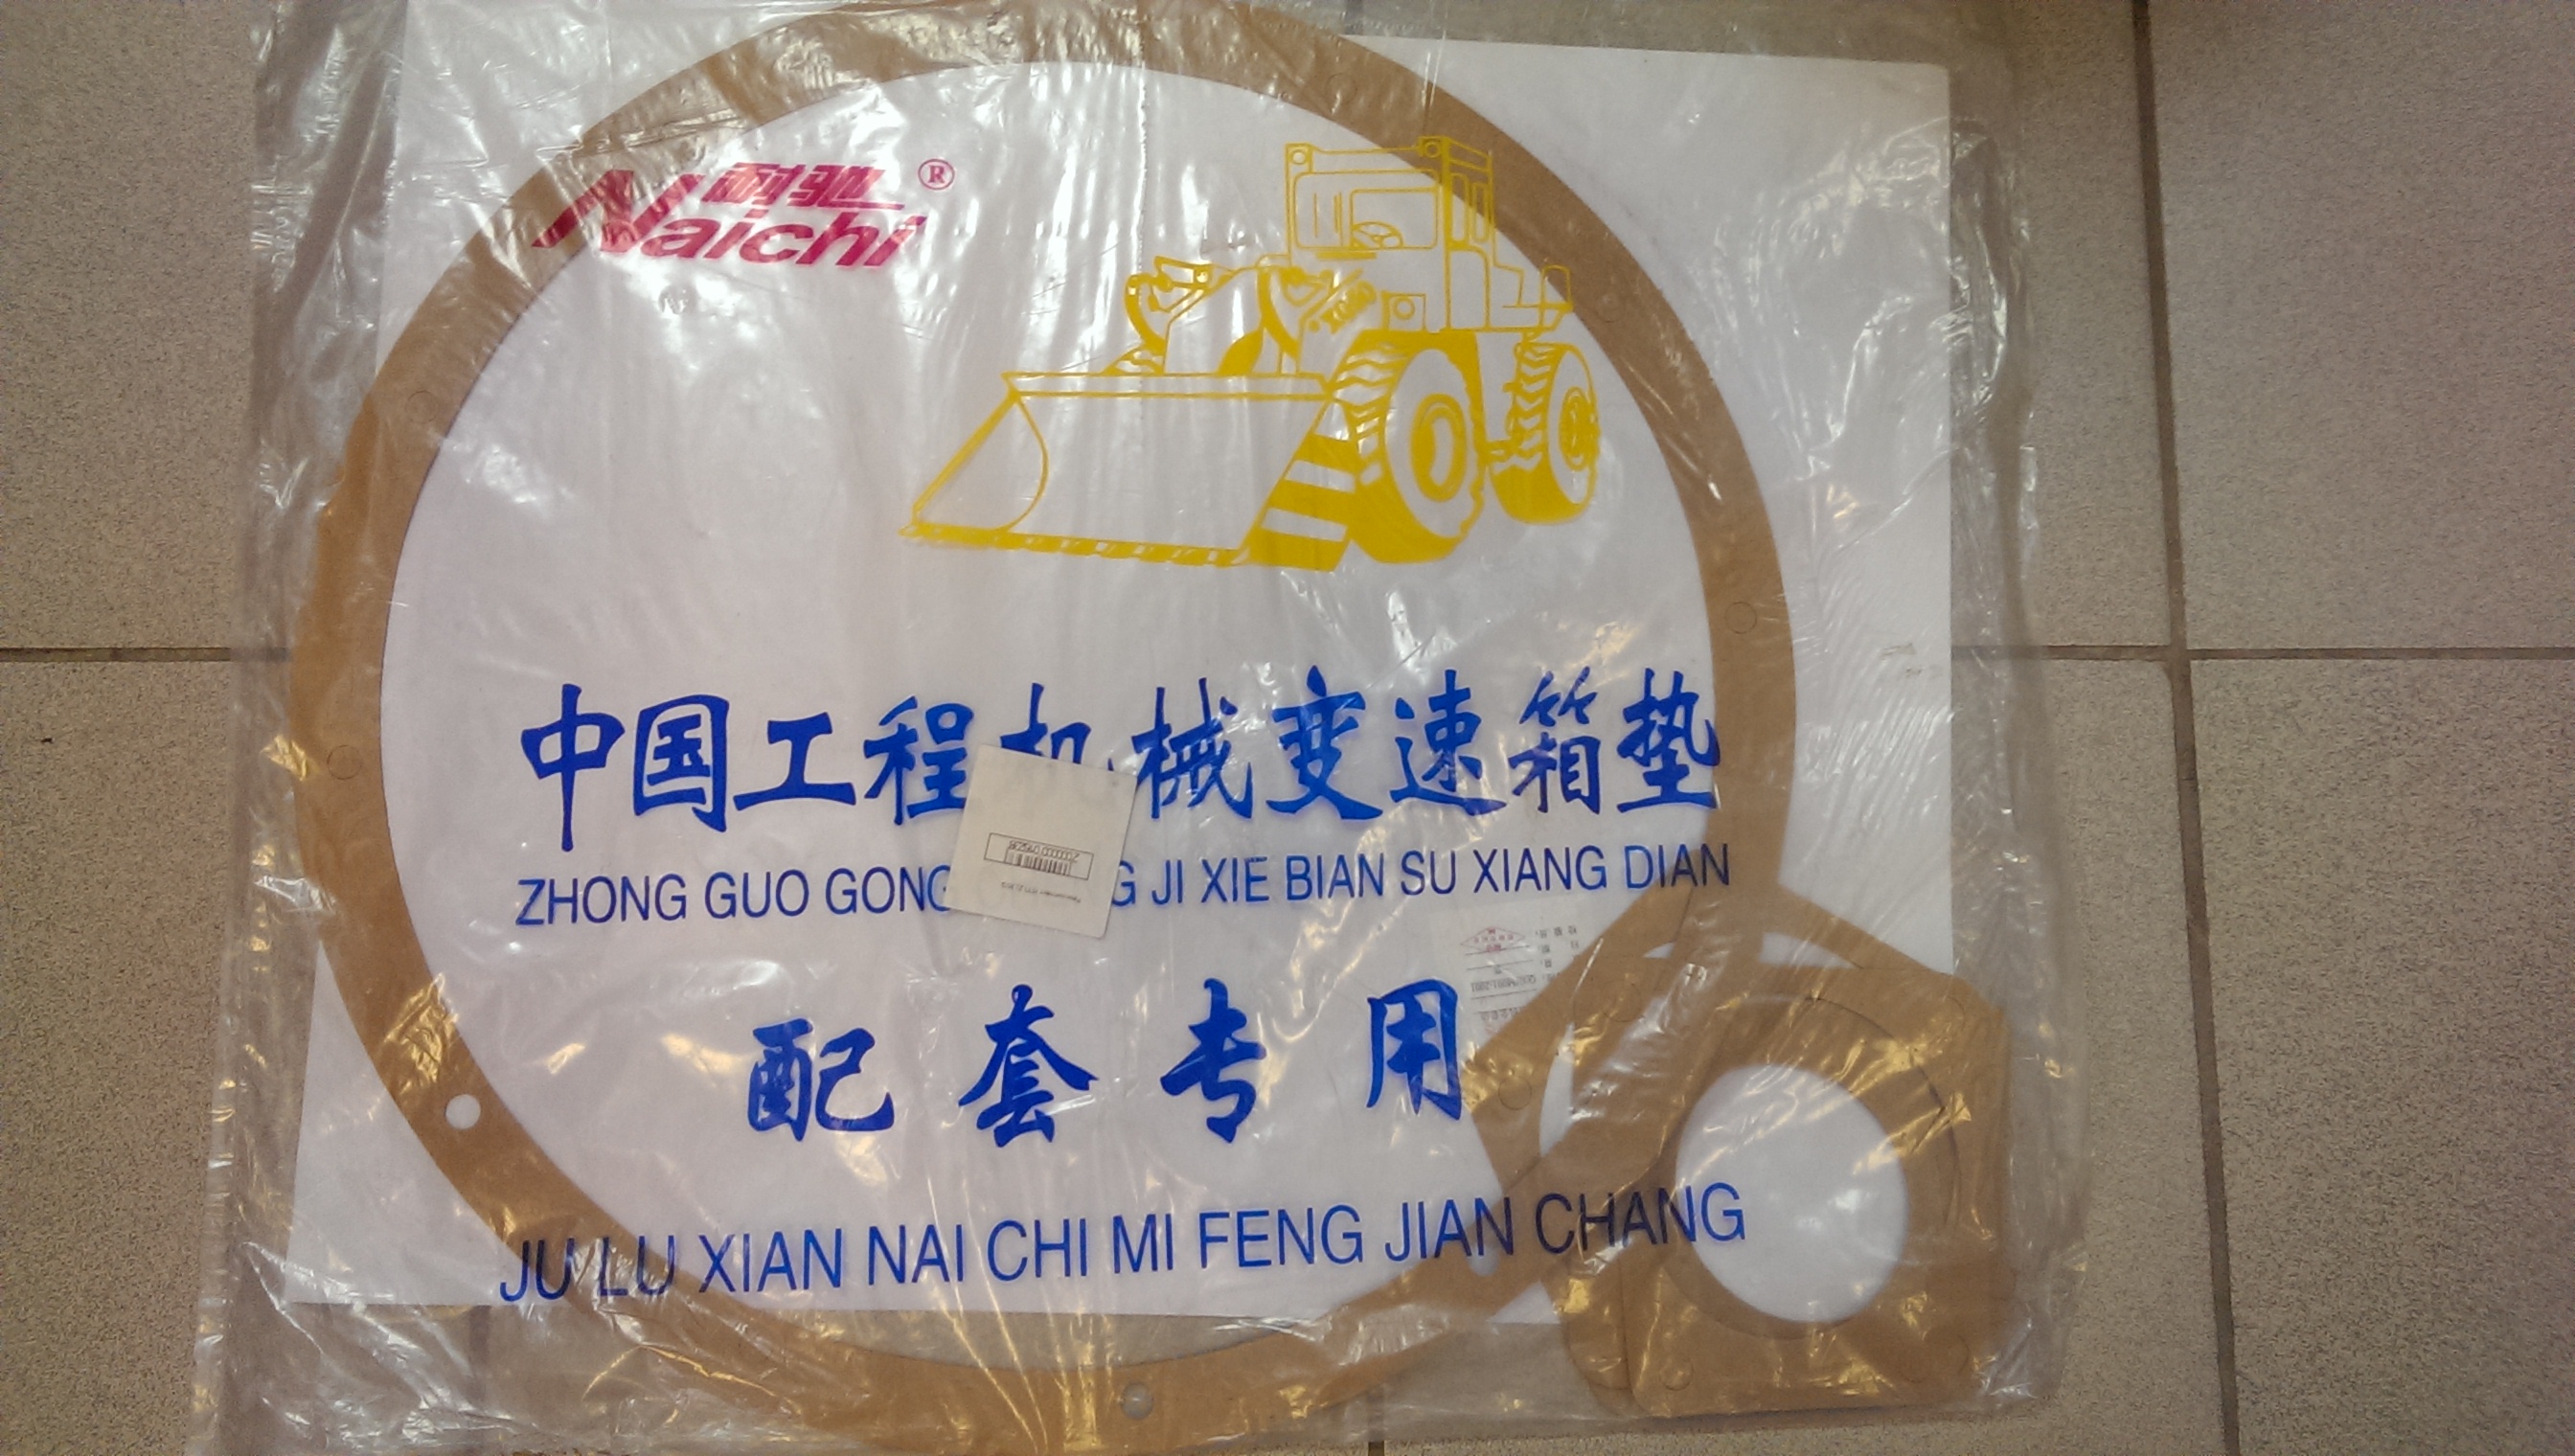 耐驰®
Naichi
中国工程机械变速箱垫
ZHONG GUO GONG G JI XIE BIAN SU XIANG DIAN
配套专用
JU LU XIAN NAI CHI MI FENG JIAN CHANG